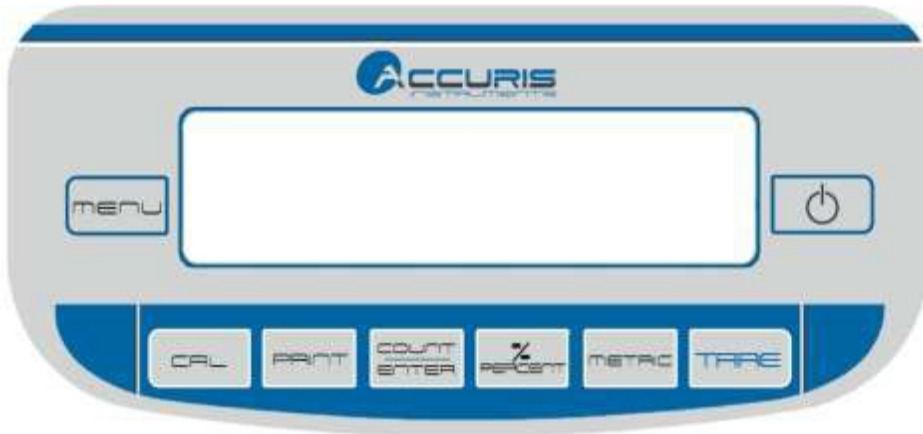 ACCURIS
INSTRUMENTS
MENU
CAL
PRINT
COUNT
ENTER
%
PERCENT
METRIC
TARE